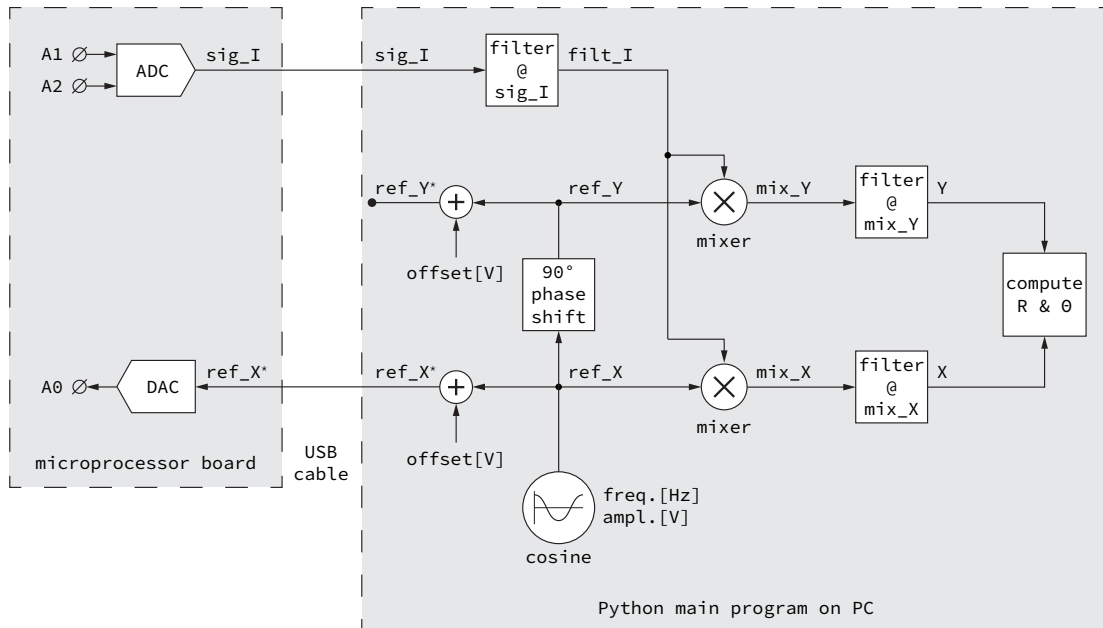 A1
A2
ADC
sig_I
sig_I
filter
@
sig_I
filt_I
ref_Y*
ref_Y
mix_Y
filter
@
mix_Y
Y
mixer
offset[V]
90°
phase
shift
compute
R & Θ
A0
DAC
ref_X*
ref_X*
ref_X
mix_X
filter
@
mix_X
X
mixer
offset[V]
microprocessor board
USB
cable
freq.[Hz]
ampl.[V]
cosine
Python main program on PC